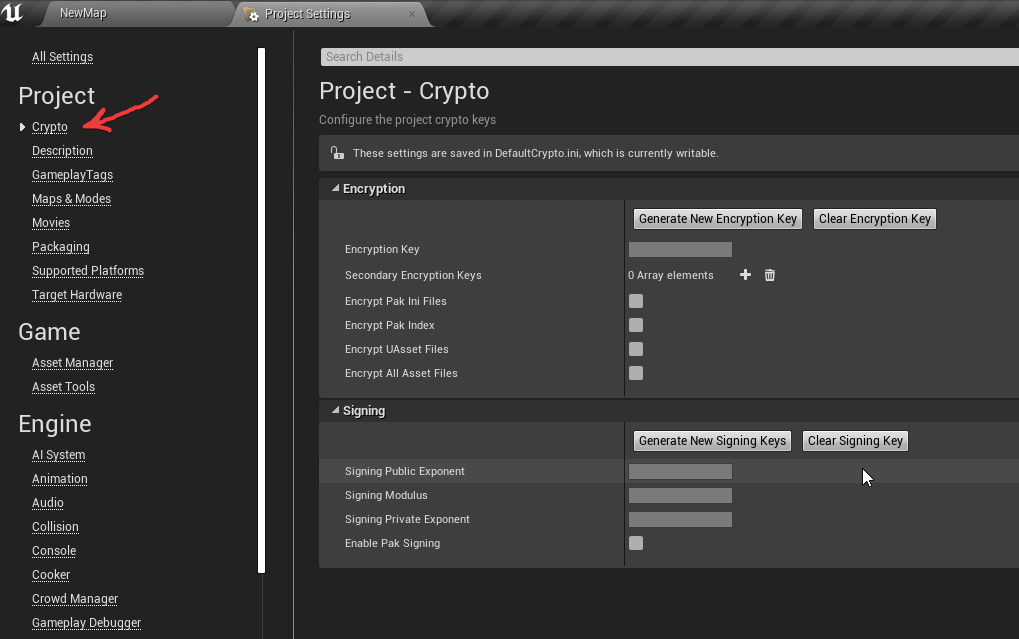 NewMap
Project Settings
All Settings
Project
Crypto
Description
GameplayTags
Maps & Modes
Movies
Packaging
Supported Platforms
Target Hardware
Game
Asset Manager
Asset Tools
Engine
AI System
Animation
Audio
Collision
Console
Cooker
Crowd Manager
Gameplay Debugger
Search Details
Project - Crypto
Configure the project crypto keys
These settings are saved in DefaultCrypto.ini, which is currently writable.
Encryption
Generate New Encryption Key Clear Encryption Key
Encryption Key
Secondary Encryption Keys 0 Array elements
Encrypt Pak Ini Files
Encrypt Pak Index
Encrypt UAsset Files
Encrypt All Asset Files
Signing
Generate New Signing Keys Clear Signing Key
Signing Public Exponent
Signing Modulus
Signing Private Exponent
Enable Pak Signing